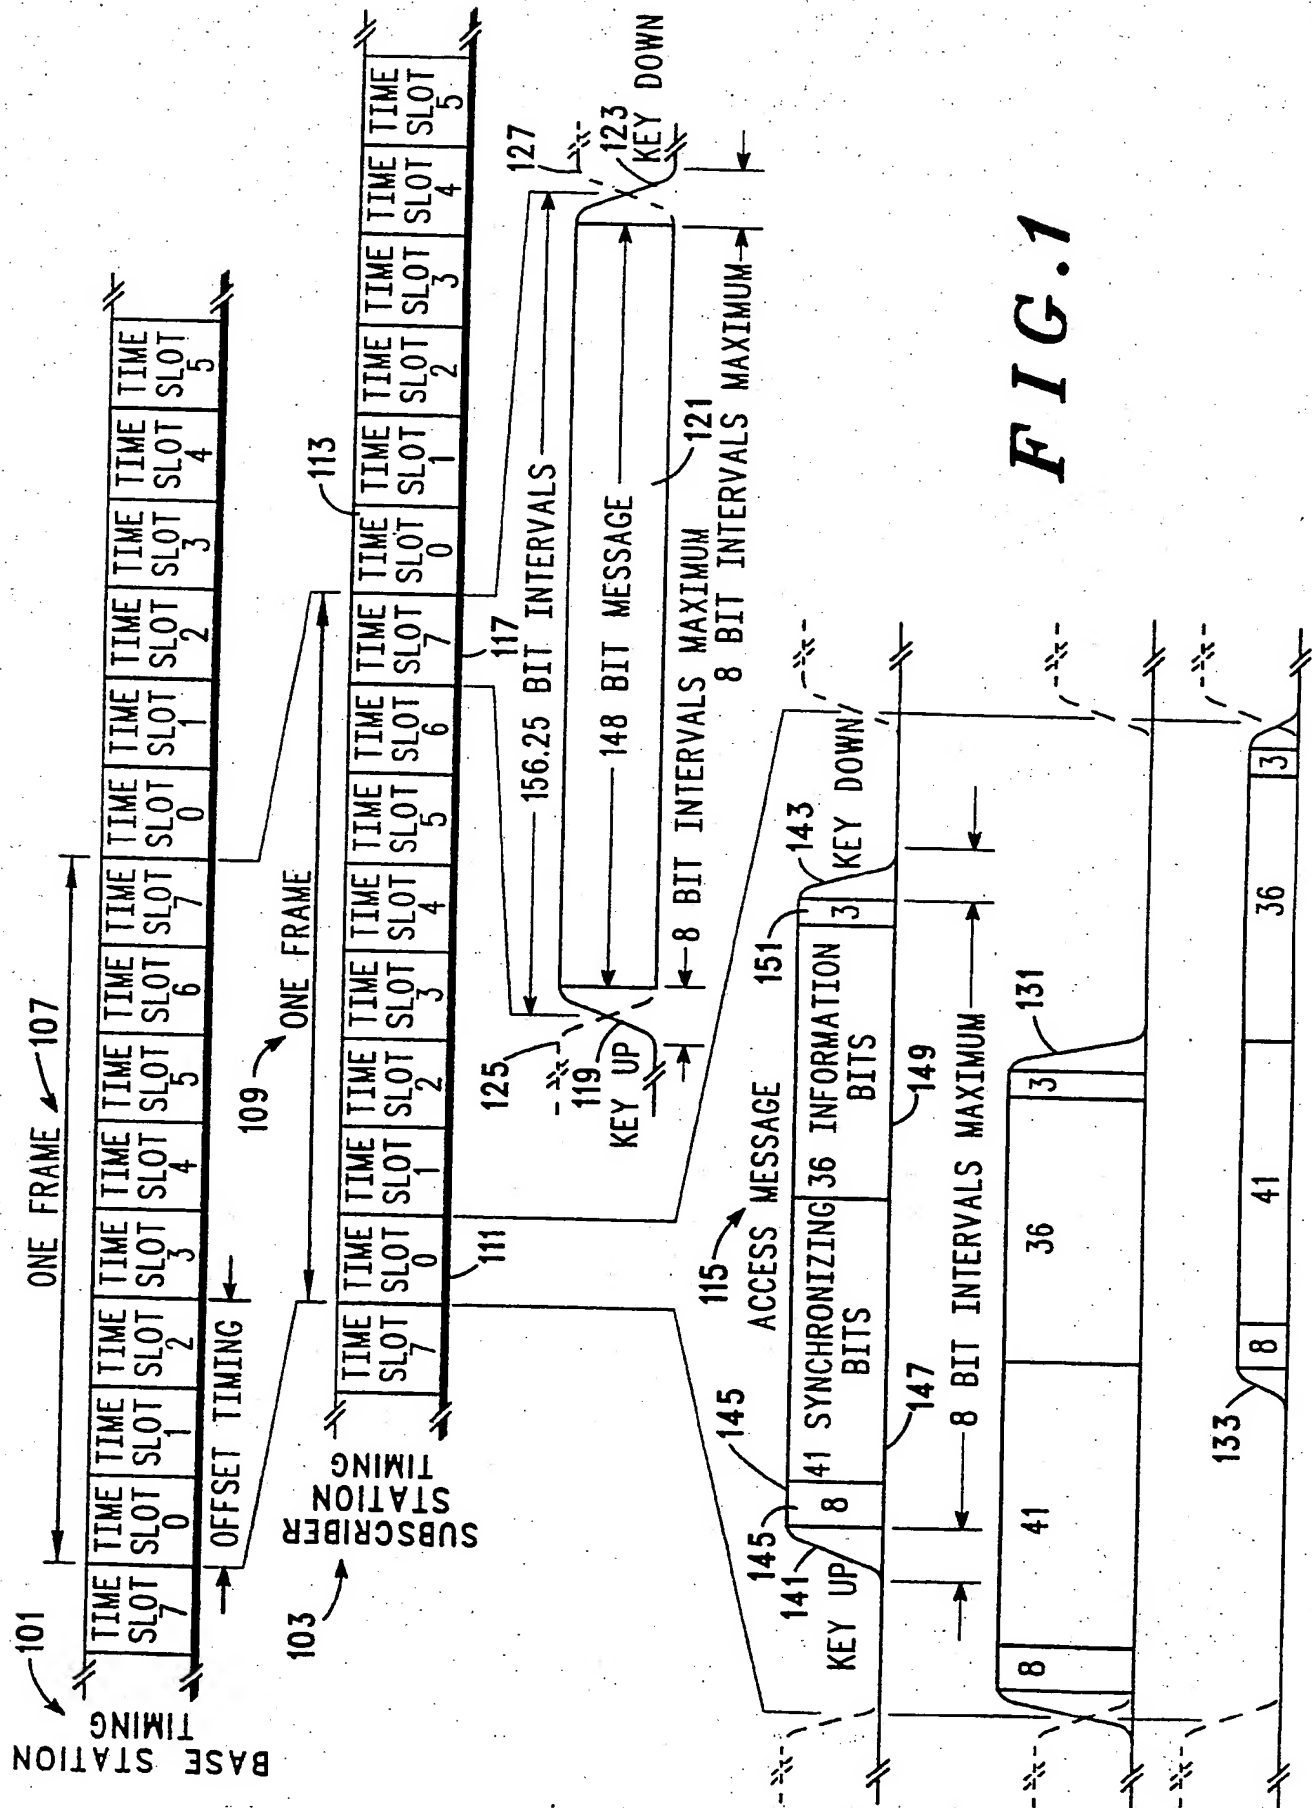 101
BASE STATION
TIMING
ONE FRAME 107
TIME SLOT 7
TIME SLOT 0
TIME SLOT 1
TIME SLOT 2
TIME SLOT 3
TIME SLOT 4
TIME SLOT 5
TIME SLOT 6
TIME SLOT 7
TIME SLOT 0
TIME SLOT 1
TIME SLOT 2
TIME SLOT 3
TIME SLOT 4
TIME SLOT 5
OFFSET TIMING
109 ONE FRAME
113
103
SUBSCRIBER
STATION
TIMING
TIME SLOT 7
TIME SLOT 0
TIME SLOT 1
TIME SLOT 2
TIME SLOT 3
TIME SLOT 4
TIME SLOT 5
TIME SLOT 6
TIME SLOT 7
TIME SLOT 0
TIME SLOT 1
TIME SLOT 2
TIME SLOT 3
TIME SLOT 4
TIME SLOT 5
111
117
125
156.25 BIT INTERVALS
127
119
KEY UP
148 BIT MESSAGE
123
KEY DOWN
121
8 BIT INTERVALS MAXIMUM
8 BIT INTERVALS MAXIMUM
115
ACCESS MESSAGE
145
145
141
KEY UP
8
41 SYNCHRONIZING
BITS
36 INFORMATION
BITS
3
151
143
KEY DOWN
147
149
8 BIT INTERVALS MAXIMUM
8
41
36
3
131
133
8
41
36
3
FIG.1